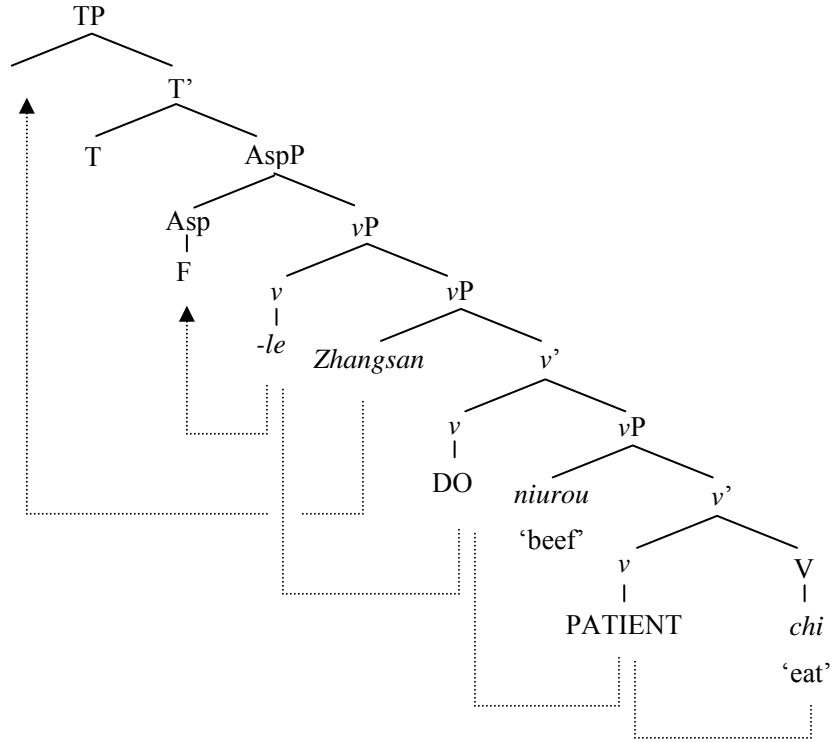 TP
T’
T AspP
Asp vP
F
v vP
-le Zhangsan v’
v vP
DO niurou v’
‘beef’ v V
PATIENT chi
‘eat’